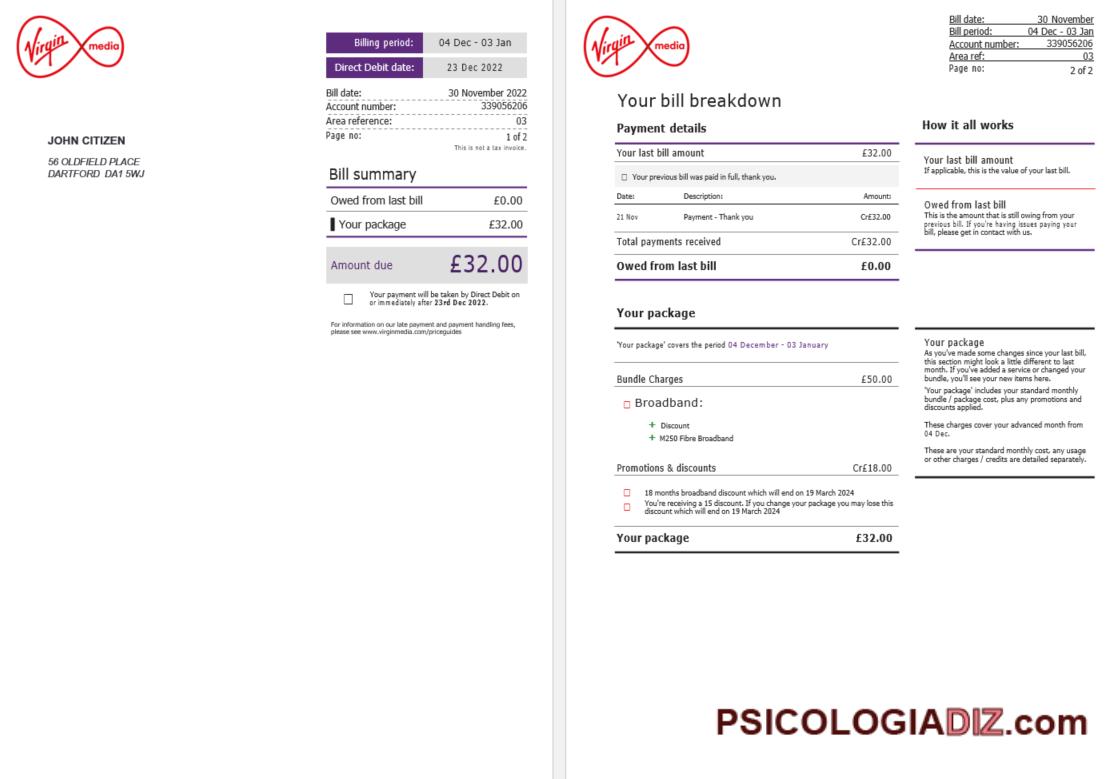 Virgin media
Billing period: 04 Dec - 03 Jan
Direct Debit date: 23 Dec 2022
Bill date: 30 November 2022
Account number: 339056206
Area reference: 03
Page no: 1 of 2
This is not a tax invoice.
JOHN CITIZEN
56 OLDFIELD PLACE
DARTFORD DA1 5WJ
Bill summary
Owed from last bill £0.00
Your package £32.00
Amount due £32.00
Your payment will be taken by Direct Debit on
or immediately after 23rd Dec 2022.
For information on our late payment and payment handling fees,
please see www.virginmedia.com/priceguides
Virgin media
Bill date: 30 November
Bill period: 04 Dec - 03 Jan
Account number: 339056206
Area ref: 03
Page no: 2 of 2
Your bill breakdown
Payment details
Your last bill amount £32.00
Your previous bill was paid in full, thank you.
Date: Description: Amount:
21 Nov Payment - Thank you Cr£32.00
Total payments received Cr£32.00
Owed from last bill £0.00
Your package
'Your package' covers the period 04 December - 03 January
Bundle Charges £50.00
Broadband:
+ Discount
+ M250 Fibre Broadband
Promotions & discounts Cr£18.00
18 months broadband discount which will end on 19 March 2024
You're receiving a 15 discount. If you change your package you may lose this
discount which will end on 19 March 2024
Your package £32.00
How it all works
Your last bill amount
If applicable, this is the value of your last bill.
Owed from last bill
This is the amount that is still owing from your
previous bill. If you're having issues paying your
bill, please get in contact with us.
Your package
As you've made some changes since your last bill,
this section might look a little different to last
month. If you've added a service or changed your
bundle, you'll see your new items here.
'Your package' includes your standard monthly
bundle / package cost, plus any promotions and
discounts applied.
These charges cover your advanced month from
04 Dec.
These are your standard monthly cost, any usage
or other charges / credits are detailed separately.
PSICOLOGIADIZ.com